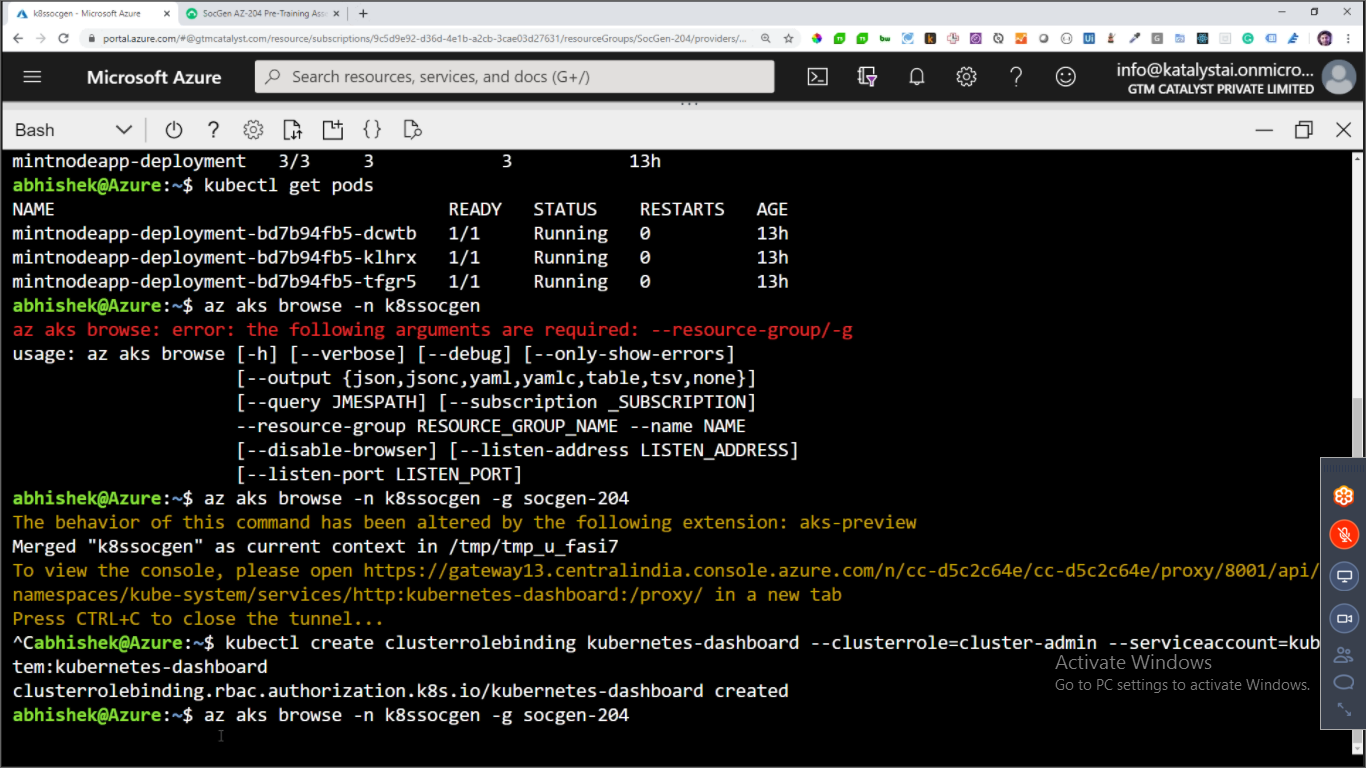 k8ssocgen - Microsoft Azure
SocGen AZ-204 Pre-Training Ass
portal.azure.com/#@gtmcatalyst.com/resource/subscriptions/9c5d9e92-d36d-4e1b-a2cb-3cae03d27631/resourceGroups/SocGen-204/providers/...
Microsoft Azure
Search resources, services, and docs (G+/)
info@katalystai.onmicro...
GTM CATALYST PRIVATE LIMITED
Bash
mintnodeapp-deployment 3/3 3 3 13h
abhishek@Azure:~$ kubectl get pods
NAME READY STATUS RESTARTS AGE
mintnodeapp-deployment-bd7b94fb5-dcwtb 1/1 Running 0 13h
mintnodeapp-deployment-bd7b94fb5-klhrx 1/1 Running 0 13h
mintnodeapp-deployment-bd7b94fb5-tfgr5 1/1 Running 0 13h
abhishek@Azure:~$ az aks browse -n k8ssocgen
az aks browse: error: the following arguments are required: --resource-group/-g
usage: az aks browse [-h] [--verbose] [--debug] [--only-show-errors]
[--output {json,jsonc,yaml,yamlc,table,tsv,none}]
[--query JMESPATH] [--subscription _SUBSCRIPTION]
--resource-group RESOURCE_GROUP_NAME --name NAME
[--disable-browser] [--listen-address LISTEN_ADDRESS]
[--listen-port LISTEN_PORT]
abhishek@Azure:~$ az aks browse -n k8ssocgen -g socgen-204
The behavior of this command has been altered by the following extension: aks-preview
Merged "k8ssocgen" as current context in /tmp/tmp_u_fasi7
To view the console, please open https://gateway13.centralindia.console.azure.com/n/cc-d5c2c64e/cc-d5c2c64e/proxy/8001/api/
namespaces/kube-system/services/http:kubernetes-dashboard:/proxy/ in a new tab
Press CTRL+C to close the tunnel...
^Cabhishek@Azure:~$ kubectl create clusterrolebinding kubernetes-dashboard --clusterrole=cluster-admin --serviceaccount=kub
tem:kubernetes-dashboard
clusterrolebinding.rbac.authorization.k8s.io/kubernetes-dashboard created
abhishek@Azure:~$ az aks browse -n k8ssocgen -g socgen-204
Activate Windows
Go to PC settings to activate Windows.